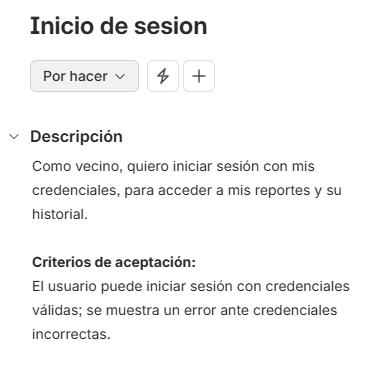 Inicio de sesion
Por hacer
Descripción
Como vecino, quiero iniciar sesión con mis
credenciales, para acceder a mis reportes y su
historial.
Criterios de aceptación:
El usuario puede iniciar sesión con credenciales
válidas; se muestra un error ante credenciales
incorrectas.